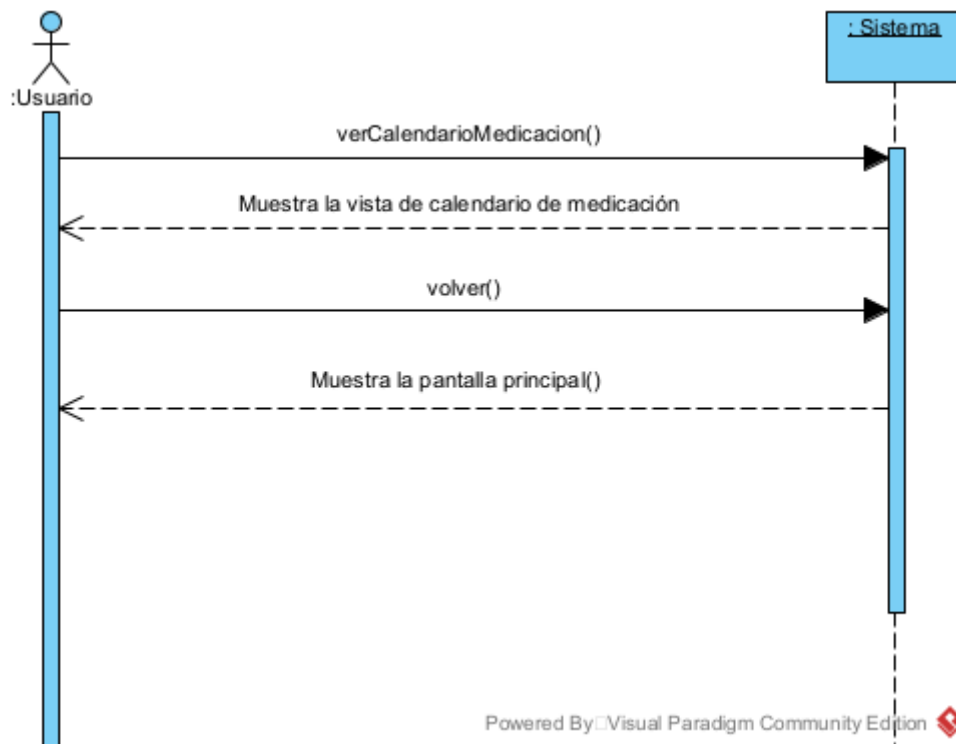 : Sistema
:Usuario
verCalendarioMedicacion()
Muestra la vista de calendario de medicación
volver()
Muestra la pantalla principal()
Powered By Visual Paradigm Community Edition